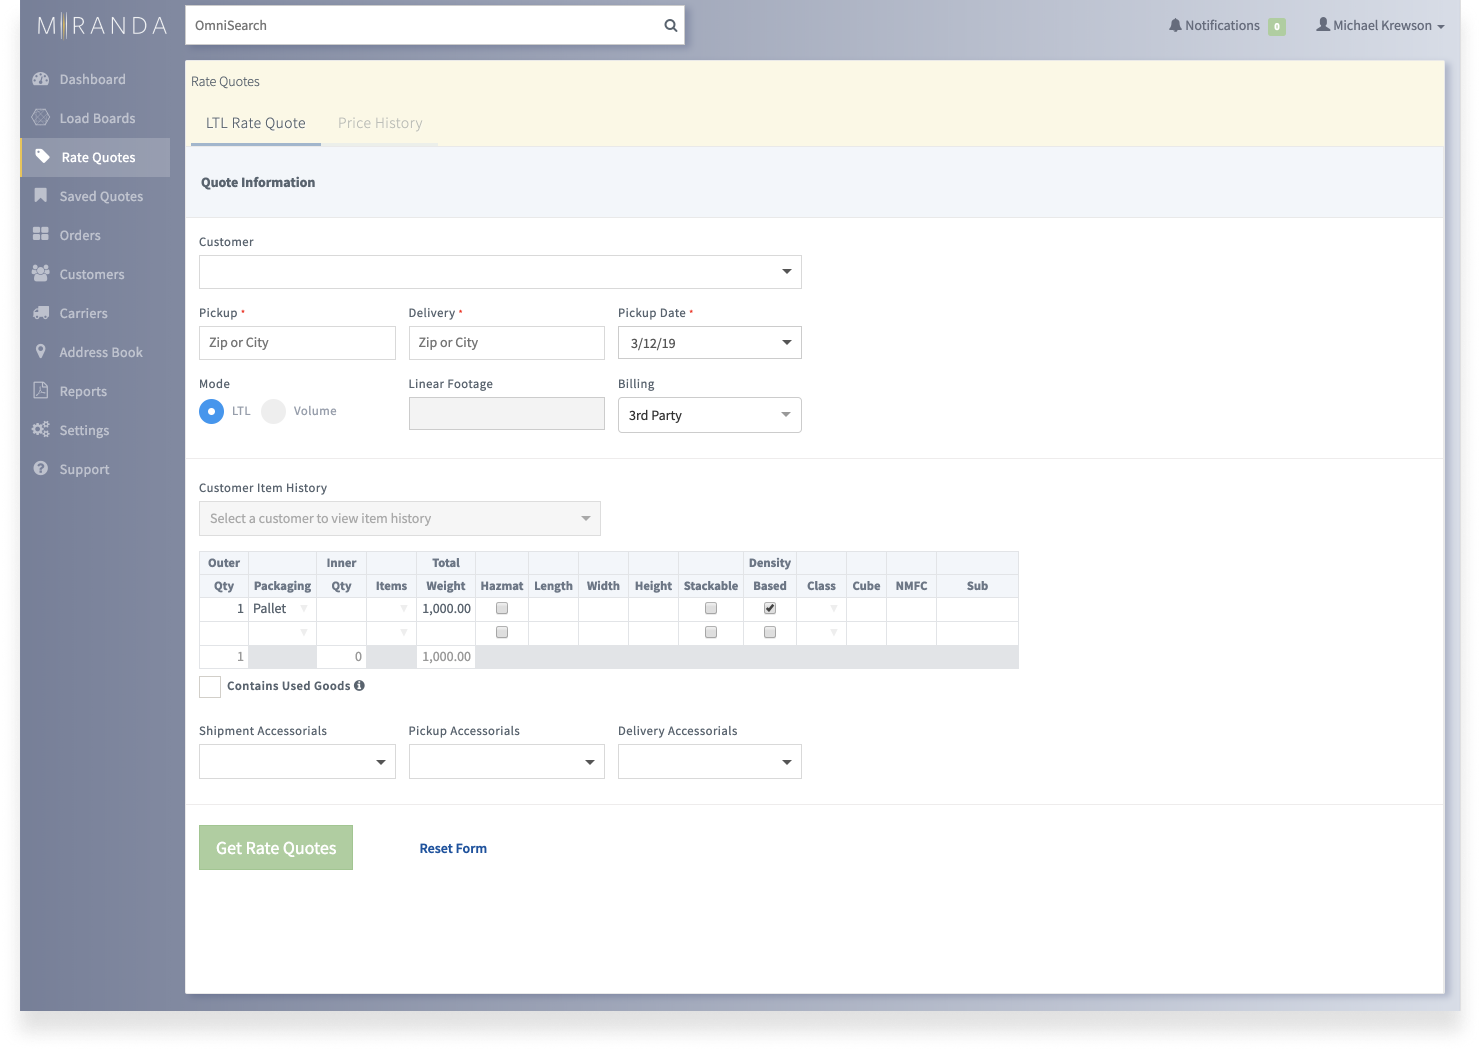 MIRANDA
OmniSearch
Notifications 0
Michael Krewson
Dashboard
Load Boards
Rate Quotes
Saved Quotes
Orders
Customers
Carriers
Address Book
Reports
Settings
Support
Rate Quotes
LTL Rate Quote Price History
Quote Information
Customer
Pickup * Delivery * Pickup Date *
Zip or City Zip or City 3/12/19
Mode Linear Footage Billing
LTL Volume 3rd Party
Customer Item History
Select a customer to view item history
Outer Inner Total Density
Qty Packaging Qty Items Weight Hazmat Length Width Height Stackable Based Class Cube NMFC Sub
1 Pallet 1,000.00
1 0 1,000.00
Contains Used Goods
Shipment Accessorials Pickup Accessorials Delivery Accessorials
Get Rate Quotes Reset Form